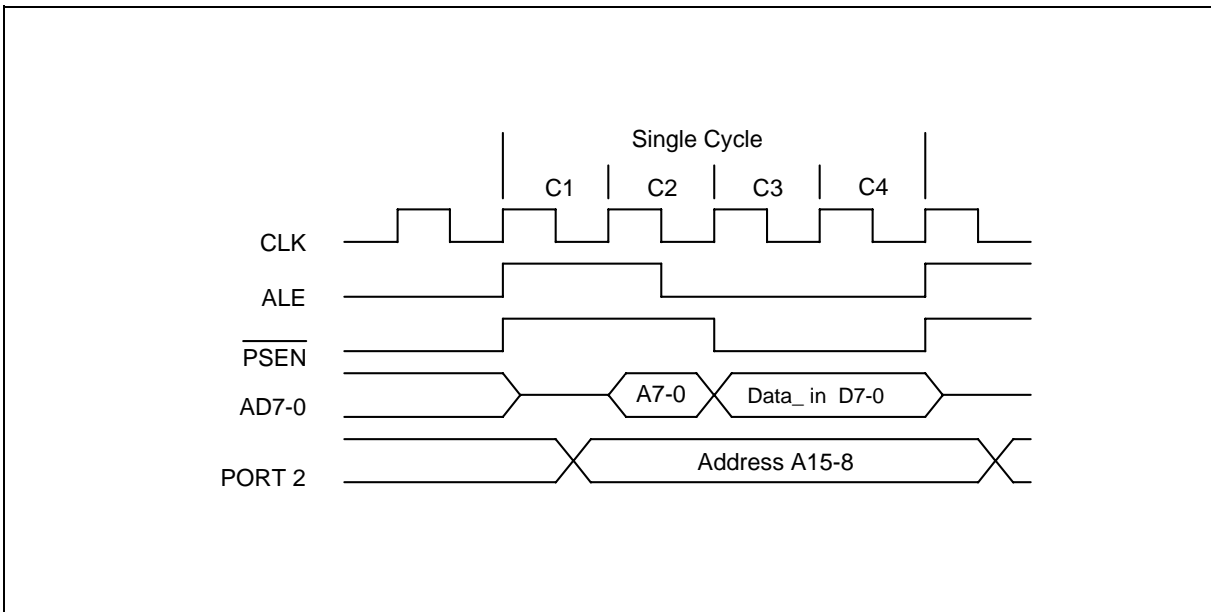 Single Cycle
C1 C2 C3 C4
CLK
ALE
PSEN
AD7-0 A7-0 Data_ in D7-0
PORT 2 Address A15-8